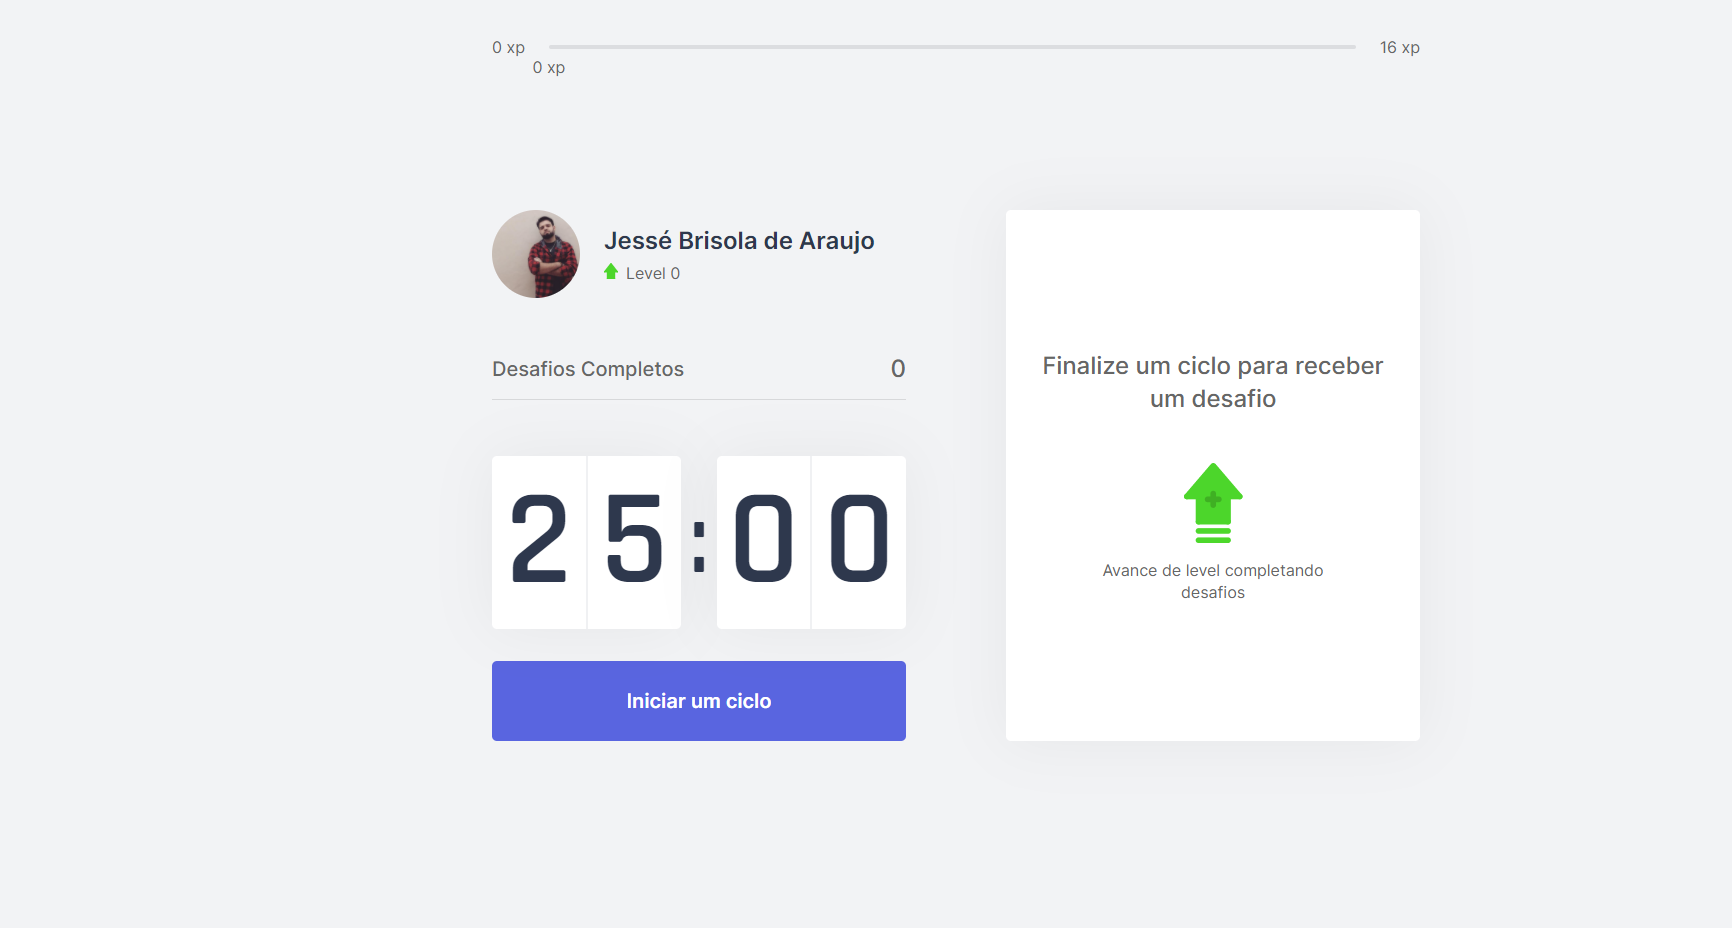 0 xp
16 xp
0 xp
Jessé Brisola de Araujo
Level 0
Desafios Completos
0
25:00
Iniciar um ciclo
Finalize um ciclo para receber
um desafio
Avance de level completando
desafios